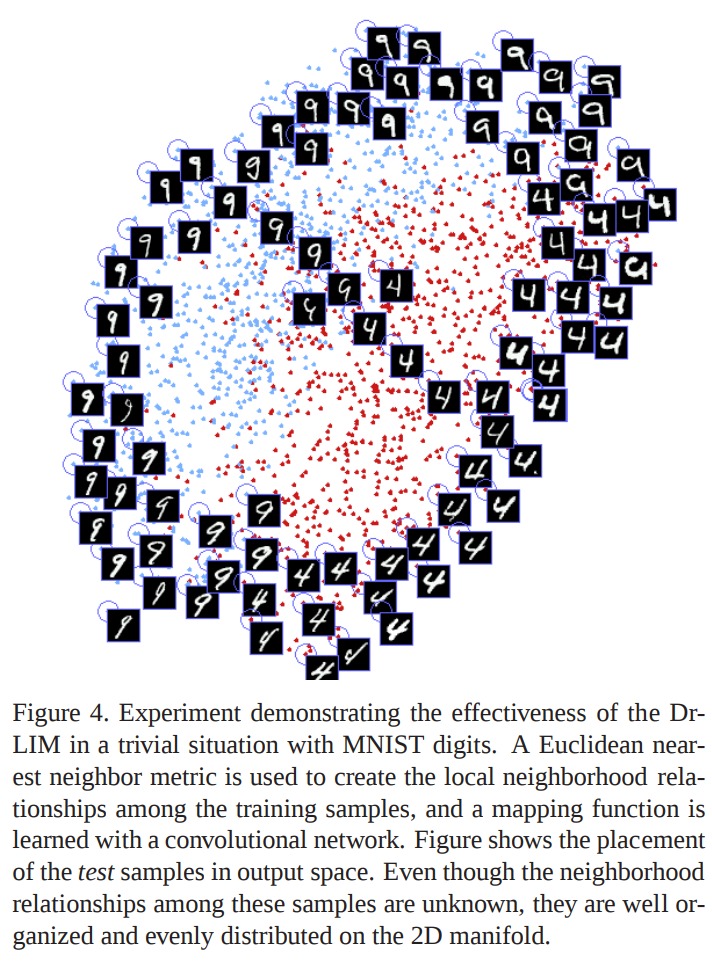 Figure 4. Experiment demonstrating the effectiveness of the Dr-
LIM in a trivial situation with MNIST digits. A Euclidean near-
est neighbor metric is used to create the local neighborhood rela-
tionships among the training samples, and a mapping function is
learned with a convolutional network. Figure shows the placement
of the test samples in output space. Even though the neighborhood
relationships among these samples are unknown, they are well or-
ganized and evenly distributed on the 2D manifold.